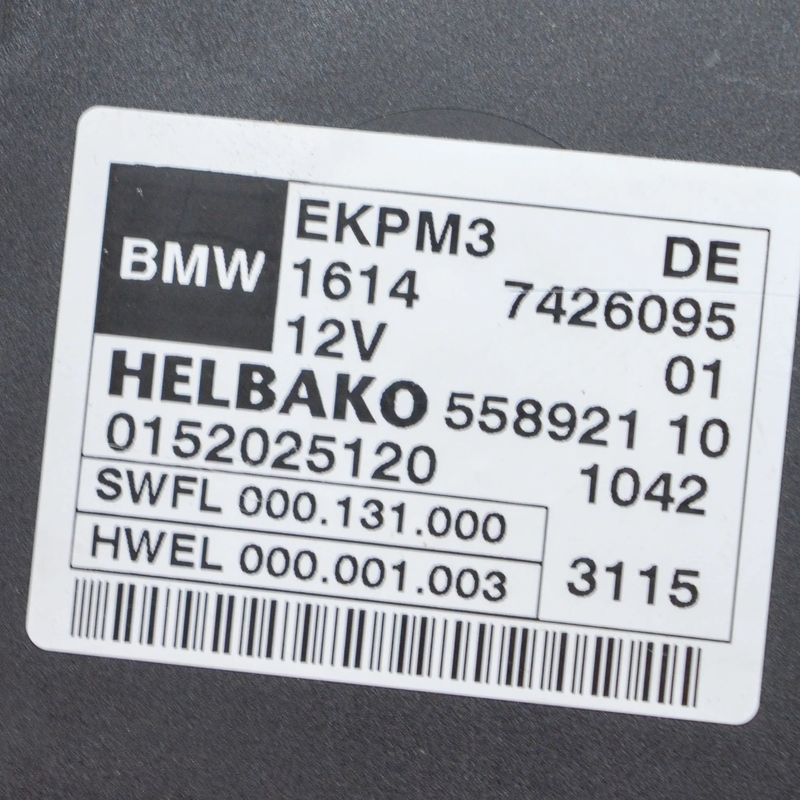 BMW
EKPM3 DE
1614 7426095
12V 01
HELBAKO 558921 10
0152025120 1042
SWFL 000.131.000
HWEL 000.001.003 3115